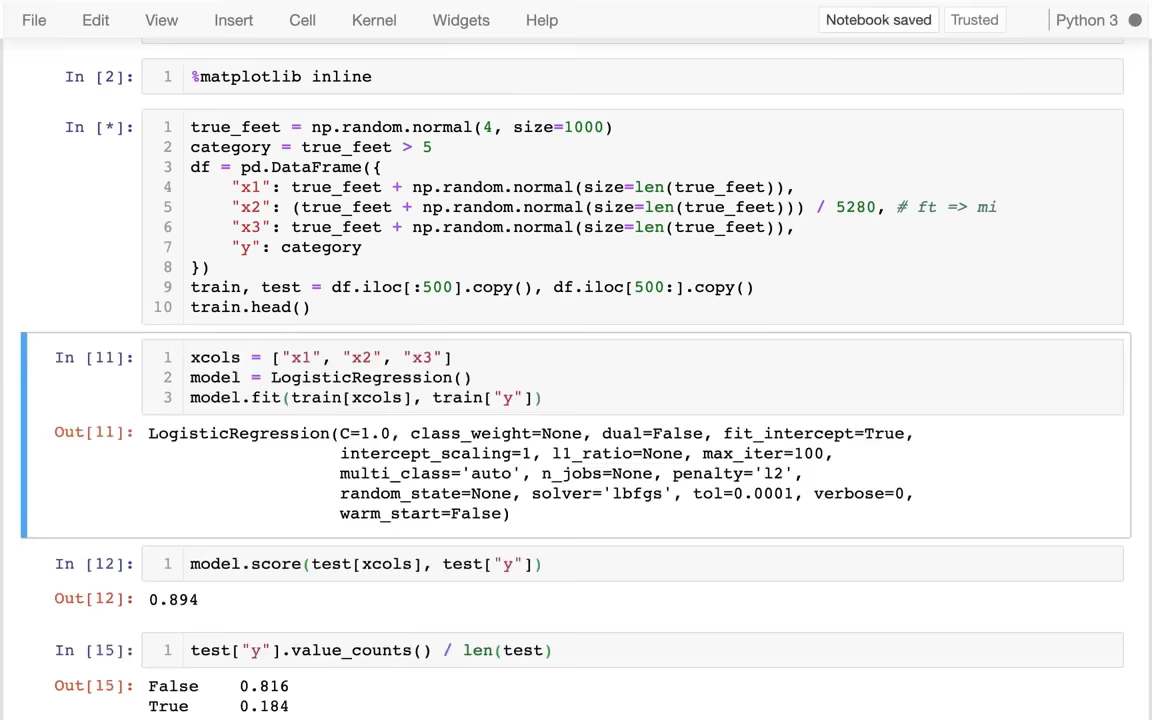 File Edit View Insert Cell Kernel Widgets Help Notebook saved Trusted Python 3
In [2]: 1 %matplotlib inline
In [*]: 1 true_feet = np.random.normal(4, size=1000)
2 category = true_feet > 5
3 df = pd.DataFrame({
4 "x1": true_feet + np.random.normal(size=len(true_feet)),
5 "x2": (true_feet + np.random.normal(size=len(true_feet))) / 5280, # ft => mi
6 "x3": true_feet + np.random.normal(size=len(true_feet)),
7 "y": category
8 })
9 train, test = df.iloc[:500].copy(), df.iloc[500:].copy()
10 train.head()
In [11]: 1 xcols = ["x1", "x2", "x3"]
2 model = LogisticRegression()
3 model.fit(train[xcols], train["y"])
Out[11]: LogisticRegression(C=1.0, class_weight=None, dual=False, fit_intercept=True,
intercept_scaling=1, l1_ratio=None, max_iter=100,
multi_class='auto', n_jobs=None, penalty='l2',
random_state=None, solver='lbfgs', tol=0.0001, verbose=0,
warm_start=False)
In [12]: 1 model.score(test[xcols], test["y"])
Out[12]: 0.894
In [15]: 1 test["y"].value_counts() / len(test)
Out[15]: False 0.816
True 0.184